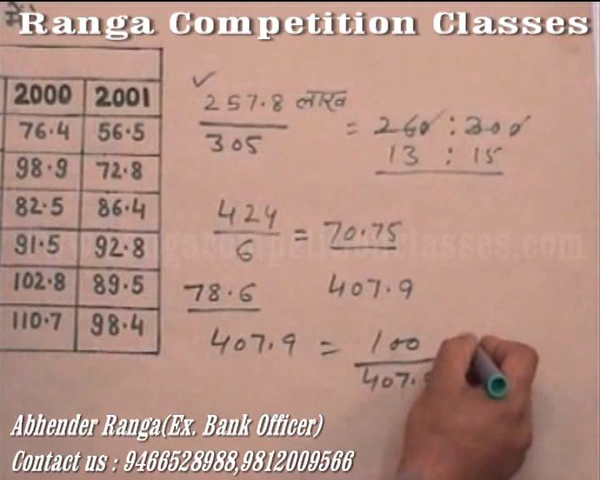 Ranga Competition Classes
2000 2001
76.4 56.5
98.9 72.8
82.5 86.4
91.5 92.8
102.8 89.5
110.7 98.4
257.8 लाख
305
= 260 : 300
13 : 15
424
6
= 70.75
78.6
407.9
407.9 = 100
407.9
Abhender Ranga(Ex. Bank Officer)
Contact us : 9466528988,9812009566